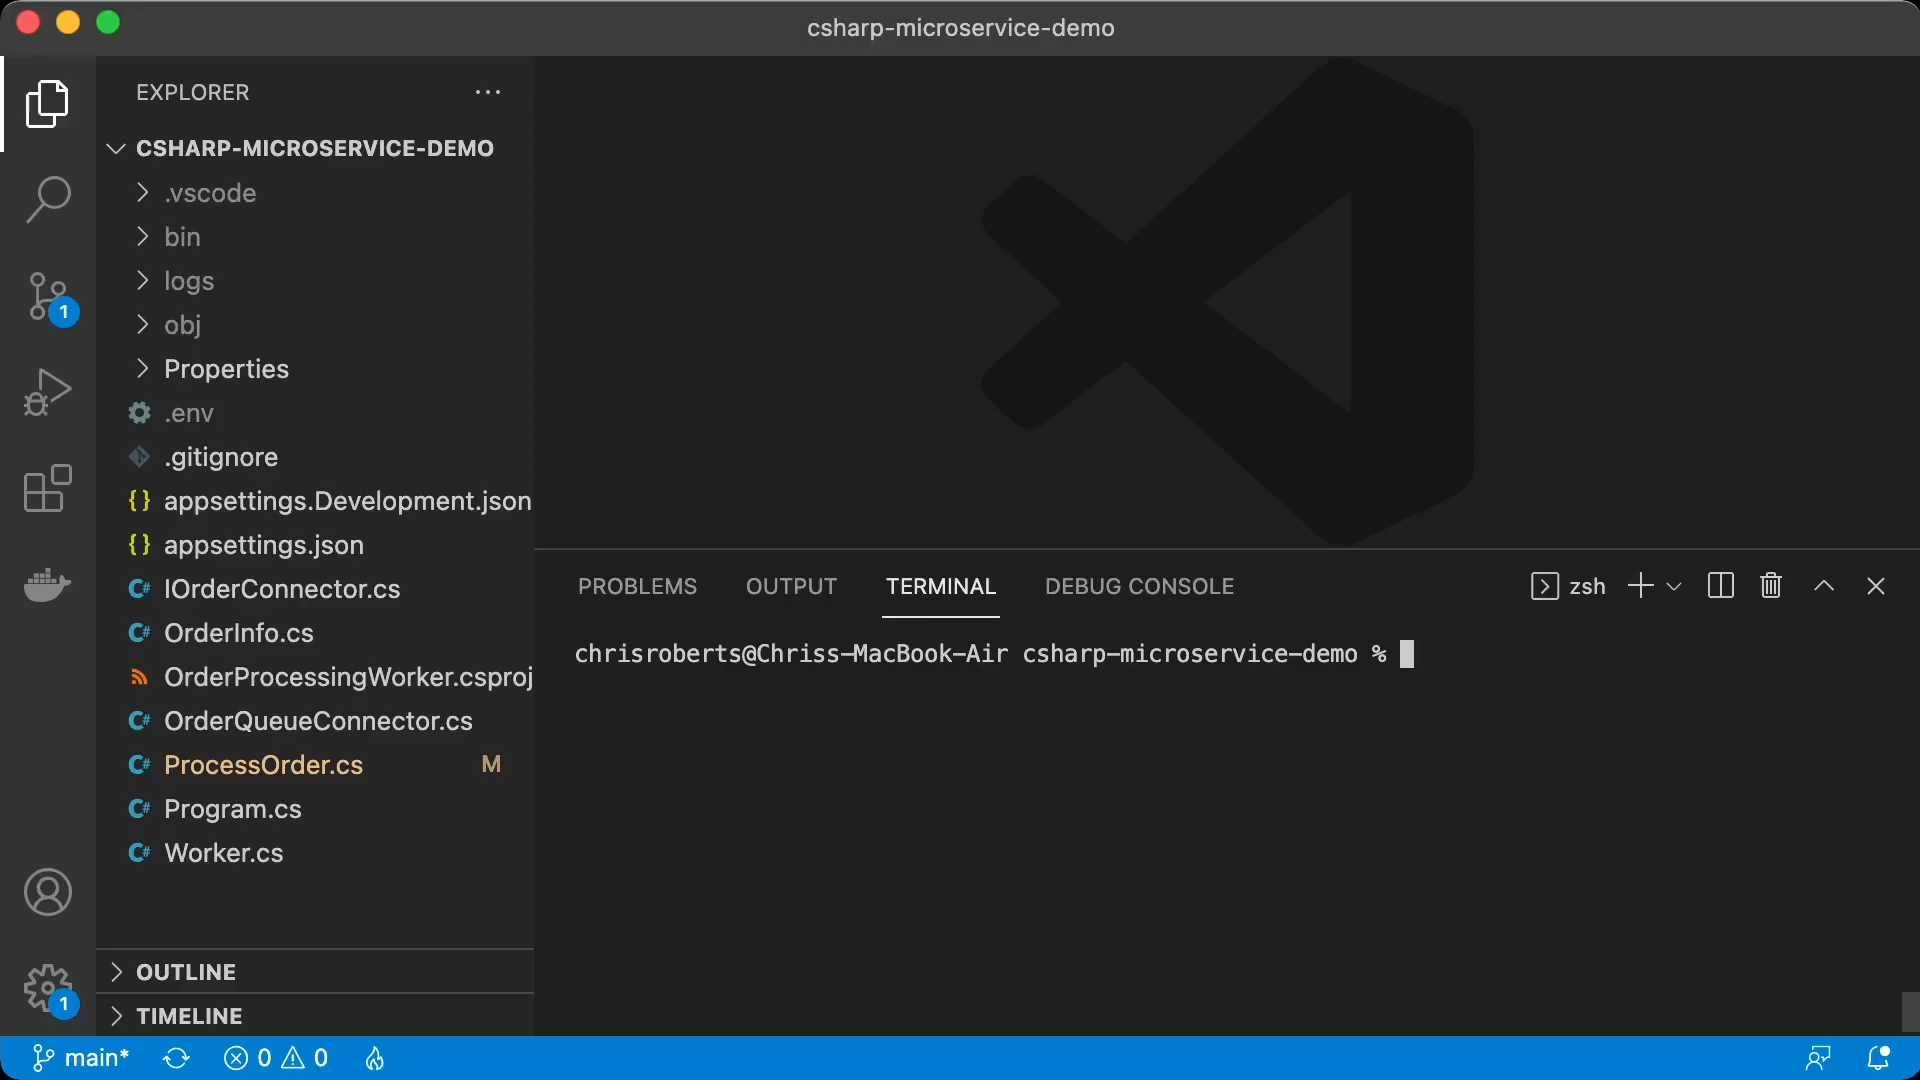 csharp-microservice-demo
EXPLORER
CSHARP-MICROSERVICE-DEMO
.vscode
bin
logs
obj
Properties
.env
.gitignore
{} appsettings.Development.json
{} appsettings.json
C# IOrderConnector.cs
C# OrderInfo.cs
OrderProcessingWorker.csproj
C# OrderQueueConnector.cs
C# ProcessOrder.cs M
C# Program.cs
C# Worker.cs
OUTLINE
TIMELINE
1
1
PROBLEMS OUTPUT TERMINAL DEBUG CONSOLE zsh
chrisroberts@Chriss-MacBook-Air csharp-microservice-demo %
main* 0 0